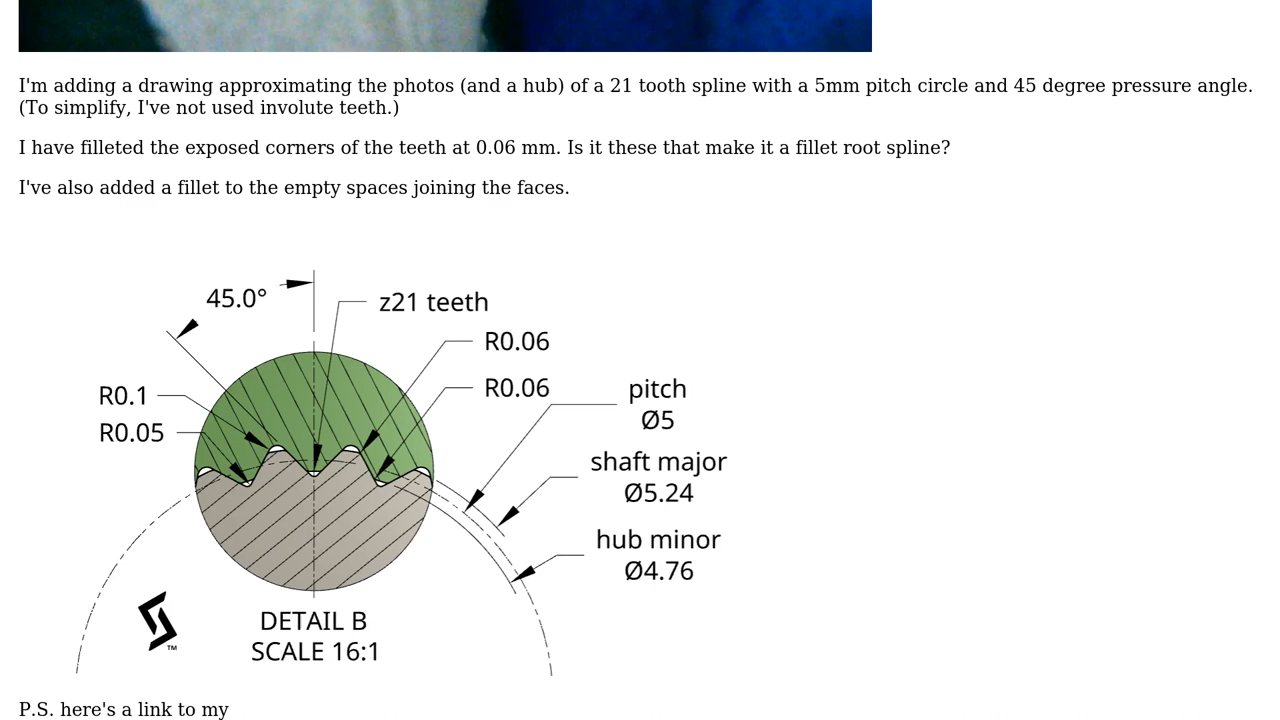 I'm adding a drawing approximating the photos (and a hub) of a 21 tooth spline with a 5mm pitch circle and 45 degree pressure angle.
(To simplify, I've not used involute teeth.)
I have filleted the exposed corners of the teeth at 0.06 mm. Is it these that make it a fillet root spline?
I've also added a fillet to the empty spaces joining the faces.
45.0°
z21 teeth
R0.06
R0.1
R0.06
pitch
Ø5
R0.05
shaft major
Ø5.24
hub minor
Ø4.76
DETAIL B
SCALE 16:1
TM
P.S. here's a link to my